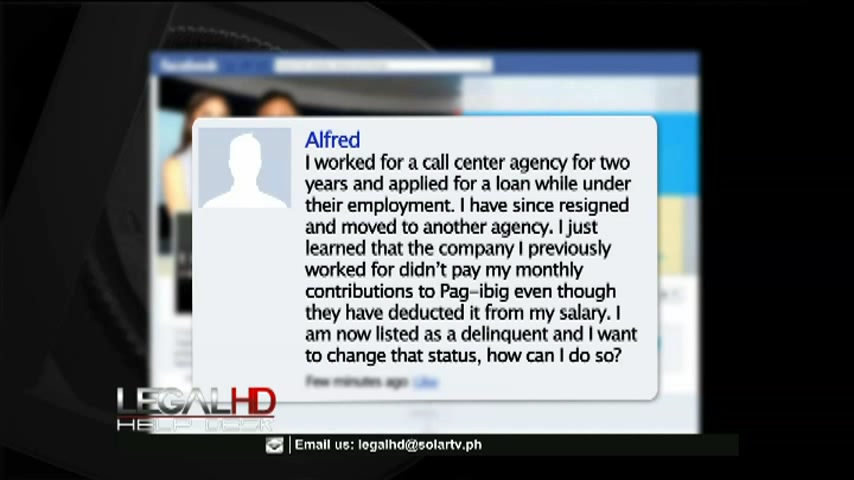 facebook
Alfred
I worked for a call center agency for two
years and applied for a loan while under
their employment. I have since resigned
and moved to another agency. I just
learned that the company I previously
worked for didn't pay my monthly
contributions to Pag-ibig even though
they have deducted it from my salary. I
am now listed as a delinquent and I want
to change that status, how can I do so?
Few minutes ago Like
LEGALHD
HELP DESK
Email us: legalhd@solartv.ph